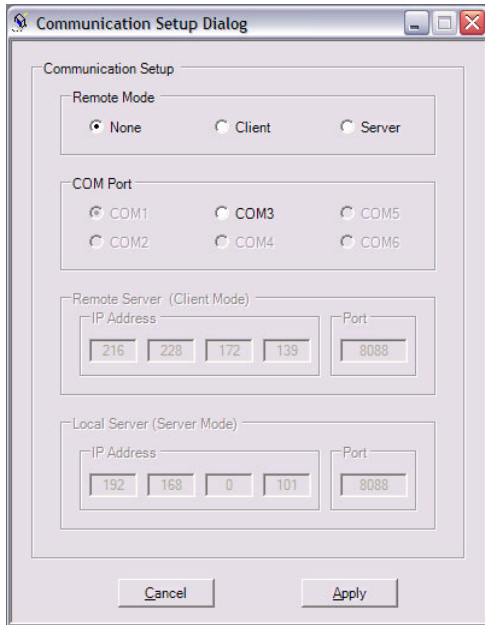 Communication Setup Dialog
Communication Setup
Remote Mode
None Client Server
COM Port
COM1 COM3 COM5
COM2 COM4 COM6
Remote Server (Client Mode)
IP Address Port
216 228 172 139 8088
Local Server (Server Mode)
IP Address Port
192 168 0 101 8088
Cancel Apply